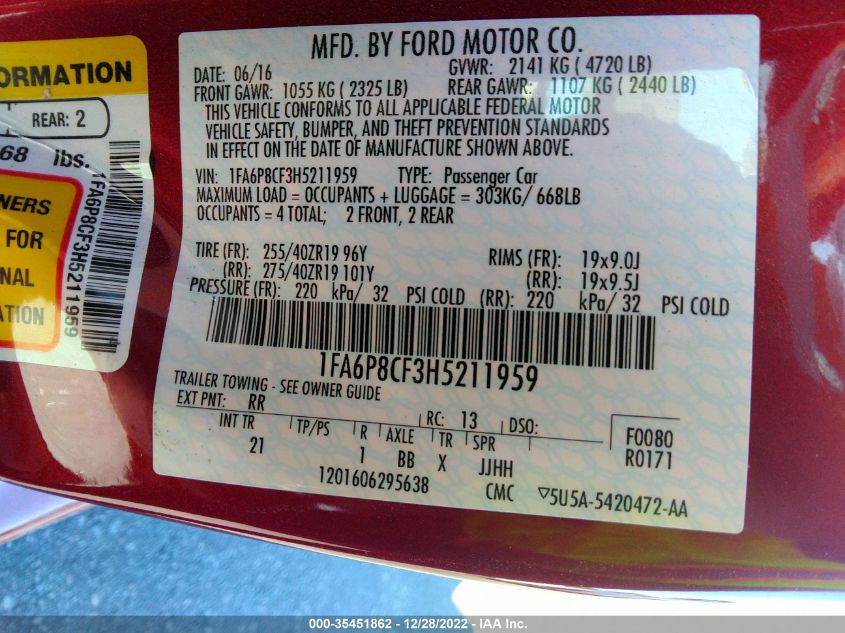 ORMATION
REAR: 2
68 lbs.
NERS
FOR
NAL
ATION
1FA6P8CF3H5211959
MFD. BY FORD MOTOR CO.
DATE: 06/16 GVWR: 2141 KG ( 4720 LB)
FRONT GAWR: 1055 KG ( 2325 LB) REAR GAWR: 1107 KG ( 2440 LB)
THIS VEHICLE CONFORMS TO ALL APPLICABLE FEDERAL MOTOR
VEHICLE SAFETY, BUMPER, AND THEFT PREVENTION STANDARDS
IN EFFECT ON THE DATE OF MANUFACTURE SHOWN ABOVE.
VIN: 1FA6P8CF3H5211959 TYPE: Passenger Car
MAXIMUM LOAD = OCCUPANTS + LUGGAGE = 303KG/ 668LB
OCCUPANTS = 4 TOTAL; 2 FRONT, 2 REAR
TIRE (FR): 255/40ZR19 96Y RIMS (FR): 19x9.0J
(RR): 275/40ZR19 101Y (RR): 19x9.5J
PRESSURE (FR): 220 kPa/ 32 PSI COLD (RR): 220 kPa/ 32 PSI COLD
1FA6P8CF3H5211959
TRAILER TOWING - SEE OWNER GUIDE
EXT PNT: RR RC: 13 DSO:
INT TR TP/PS R AXLE TR SPR F0080
21 1 BB X JJHH R0171
1201606295638 CMC ▽5U5A-5420472-AA
000-35451862 - 12/28/2022 - IAA Inc.